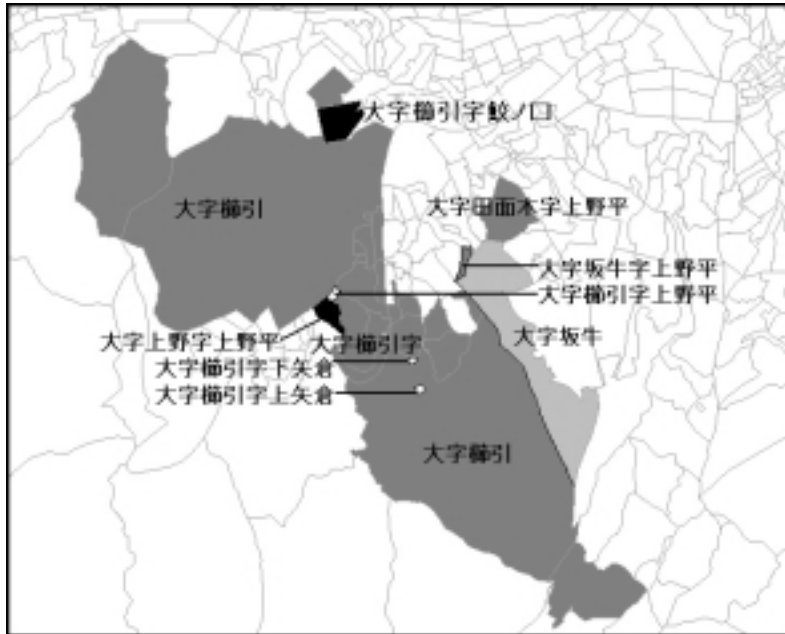 大字櫛引字鮫ノ口
大字櫛引
大字田面木字上野平
大字坂牛字上野平
大字櫛引字上野平
大字坂牛
大字上野字上野平
大字櫛引字
大字櫛引字下矢倉
大字櫛引字上矢倉
大字櫛引